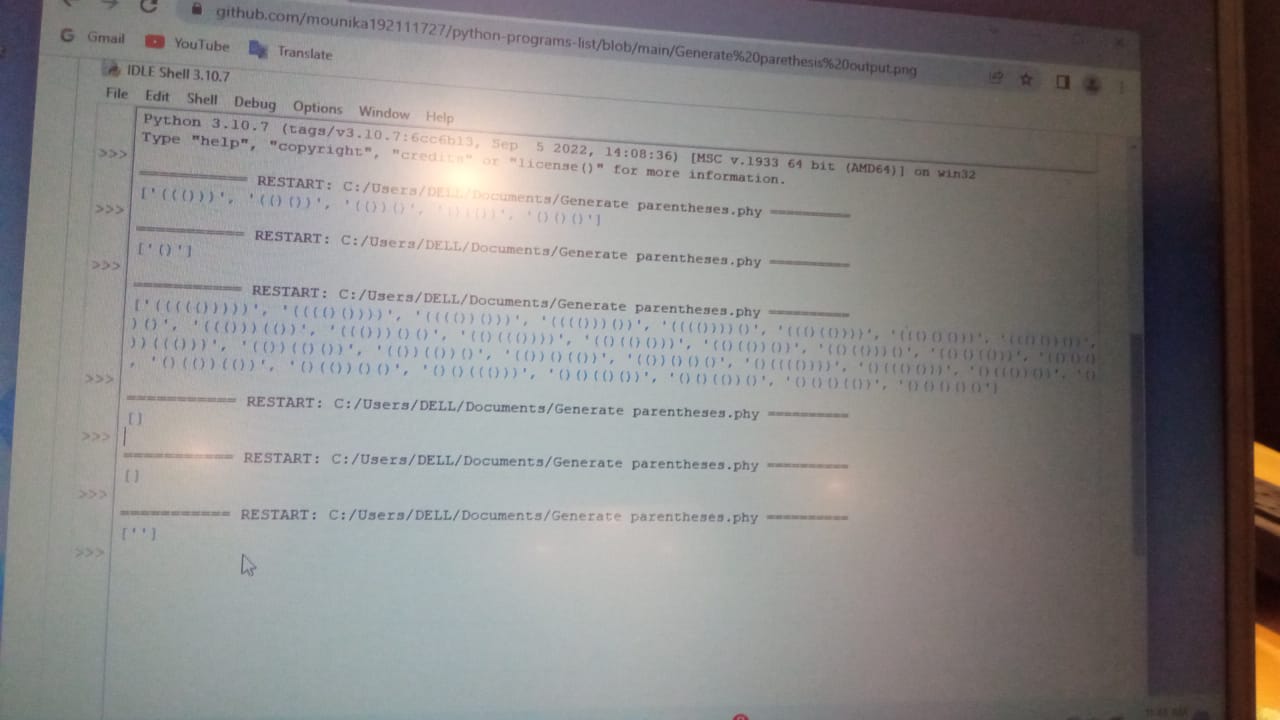 github.com/mounika192111727/python-programs-list/blob/main/Generate%20parethesis%20output.png
G Gmail YouTube Translate
IDLE Shell 3.10.7
File Edit Shell Debug Options Window Help
Python 3.10.7 (tags/v3.10.7:6cc6b13, Sep 5 2022, 14:08:36) [MSC v.1933 64 bit (AMD64)] on win32
Type "help", "copyright", "credits" or "license()" for more information.
>>>
=========== RESTART: C:/Users/DELL/Documents/Generate parentheses.phy ==========
['((()))', '(()())', '(())()', '()(())', '()()()']
>>>
=========== RESTART: C:/Users/DELL/Documents/Generate parentheses.phy ==========
['()']
>>>
=========== RESTART: C:/Users/DELL/Documents/Generate parentheses.phy ==========
['((((()))))', '(((()())))', '(((())()))', '(((()))())', '(((())))()', '((()(())))',
)()', '((()))(())', '((()))()()', '(()((())))', '(()(()()))', '(()(())())', '(()(()))()', '(()()(()))',
))((()))', '(())(()())', '(())(())()', '(())()(())', '(())()()()', '()(((())))',
, '()(())(())', '()(())()()', '()()((()))', '()()(()())', '()()(())()', '()()()(())', '()()()()()']
>>>
=========== RESTART: C:/Users/DELL/Documents/Generate parentheses.phy ==========
[]
>>>
=========== RESTART: C:/Users/DELL/Documents/Generate parentheses.phy ==========
[]
>>>
=========== RESTART: C:/Users/DELL/Documents/Generate parentheses.phy ==========
['']
>>>